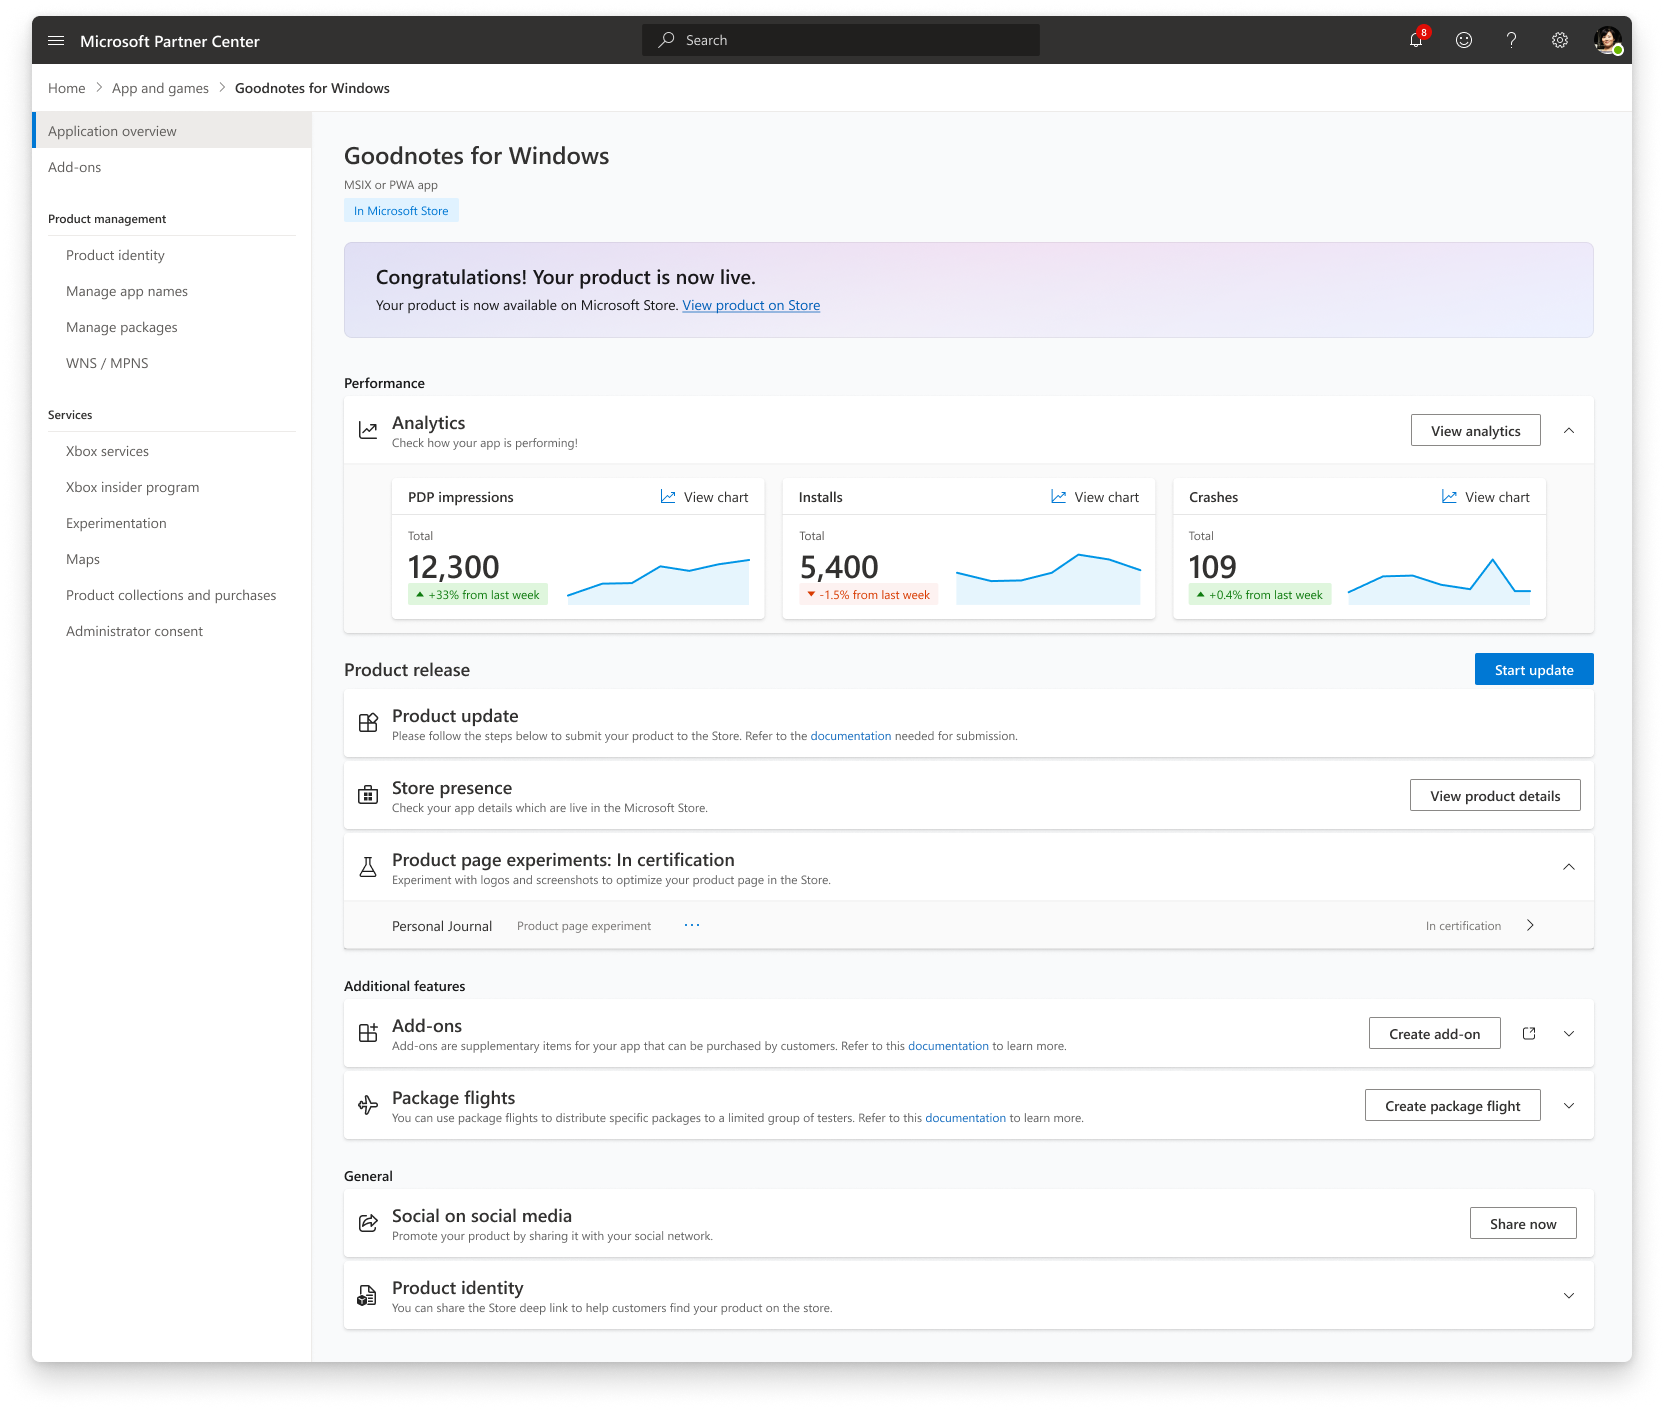 Microsoft Partner Center
Search
8
Home > App and games > Goodnotes for Windows
Application overview
Add-ons
Product management
Product identity
Manage app names
Manage packages
WNS / MPNS
Services
Xbox services
Xbox insider program
Experimentation
Maps
Product collections and purchases
Administrator consent
Goodnotes for Windows
MSIX or PWA app
In Microsoft Store
Congratulations! Your product is now live.
Your product is now available on Microsoft Store. View product on Store
Performance
Analytics
Check how your app is performing!
View analytics
PDP impressions
View chart
Total
12,300
+33% from last week
Installs
View chart
Total
5,400
-1.5% from last week
Crashes
View chart
Total
109
+0.4% from last week
Product release
Start update
Product update
Please follow the steps below to submit your product to the Store. Refer to the documentation needed for submission.
Store presence
Check your app details which are live in the Microsoft Store.
View product details
Product page experiments: In certification
Experiment with logos and screenshots to optimize your product page in the Store.
Personal Journal Product page experiment ··· In certification
Additional features
Add-ons
Add-ons are supplementary items for your app that can be purchased by customers. Refer to this documentation to learn more.
Create add-on
Package flights
You can use package flights to distribute specific packages to a limited group of testers. Refer to this documentation to learn more.
Create package flight
General
Social on social media
Promote your product by sharing it with your social network.
Share now
Product identity
You can share the Store deep link to help customers find your product on the store.